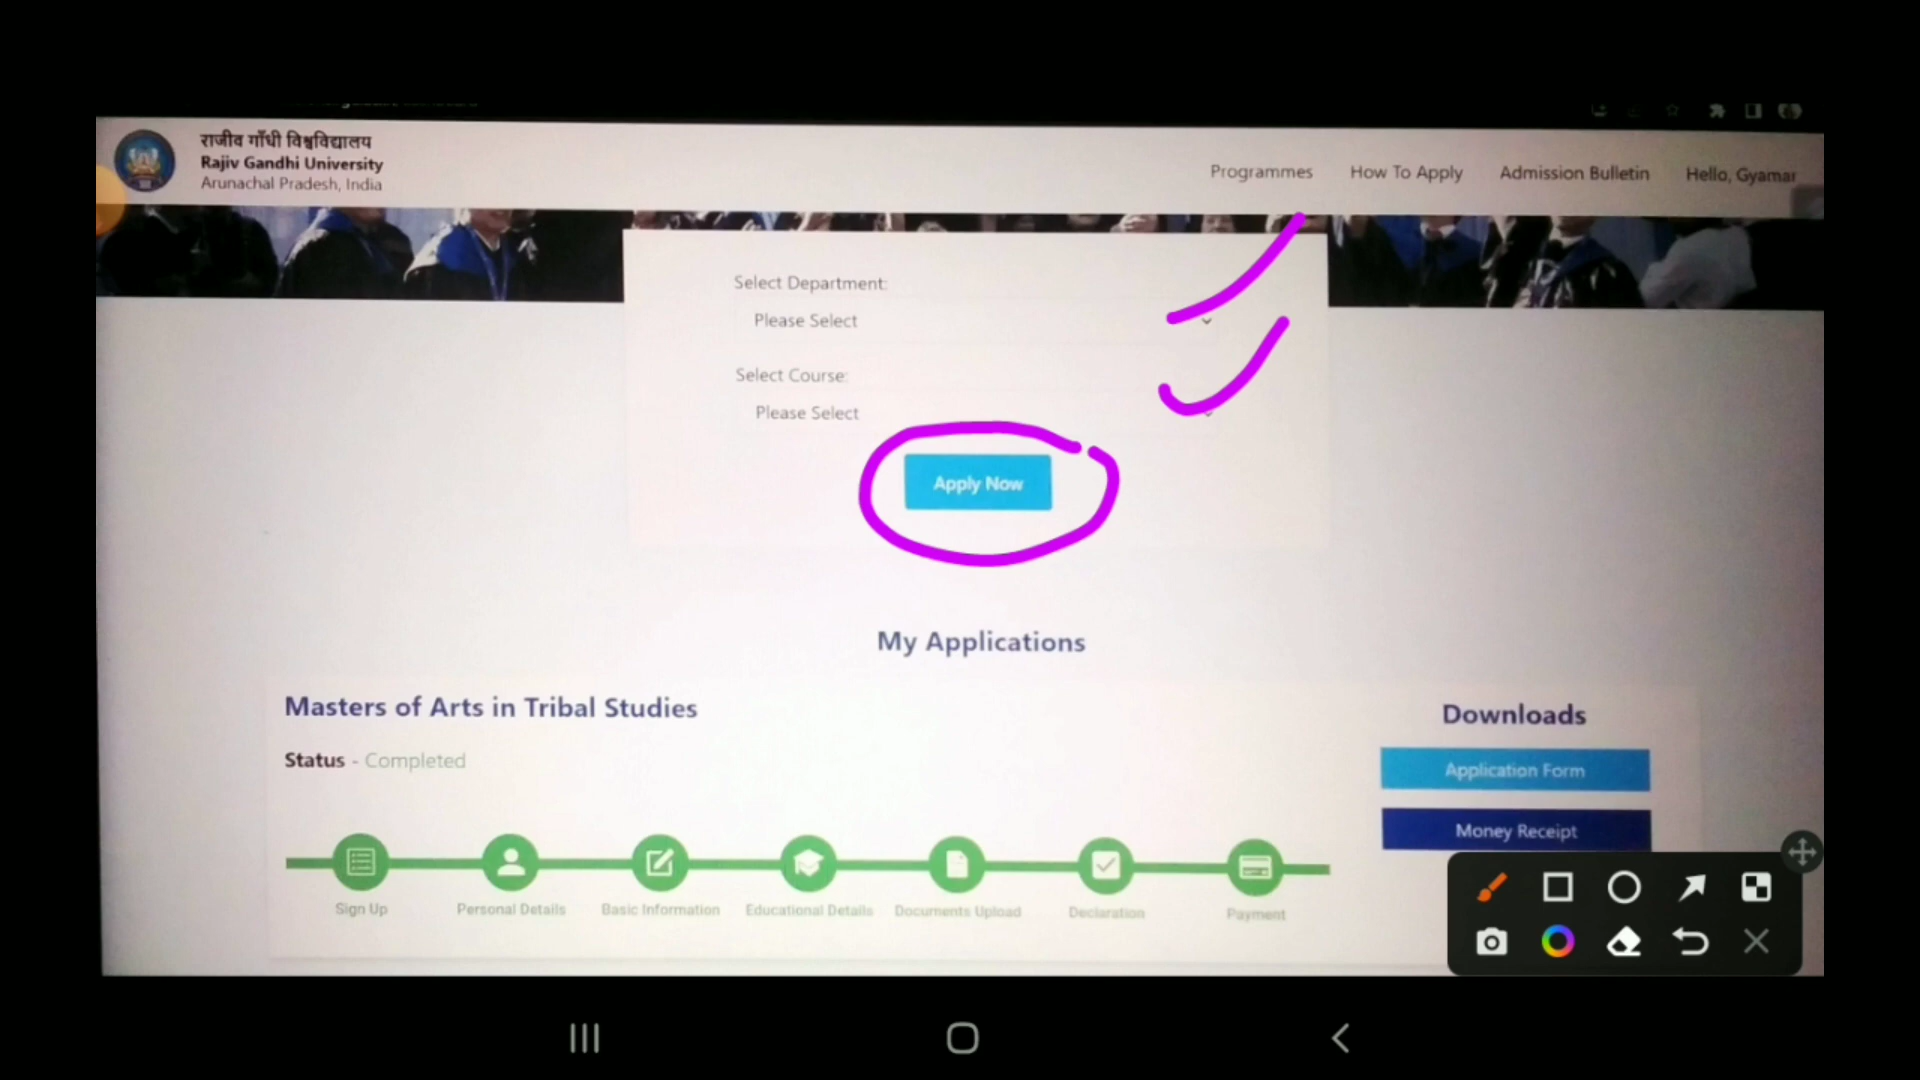 राजीव गाँधी विश्वविद्यालय
Rajiv Gandhi University
Arunachal Pradesh, India
Programmes
How To Apply
Admission Bulletin
Hello, Gyamar
Select Department:
Please Select
Select Course:
Please Select
Apply Now
My Applications
Masters of Arts in Tribal Studies
Status - Completed
Sign Up
Personal Details
Basic Information
Educational Details
Documents Upload
Declaration
Payment
Downloads
Application Form
Money Receipt